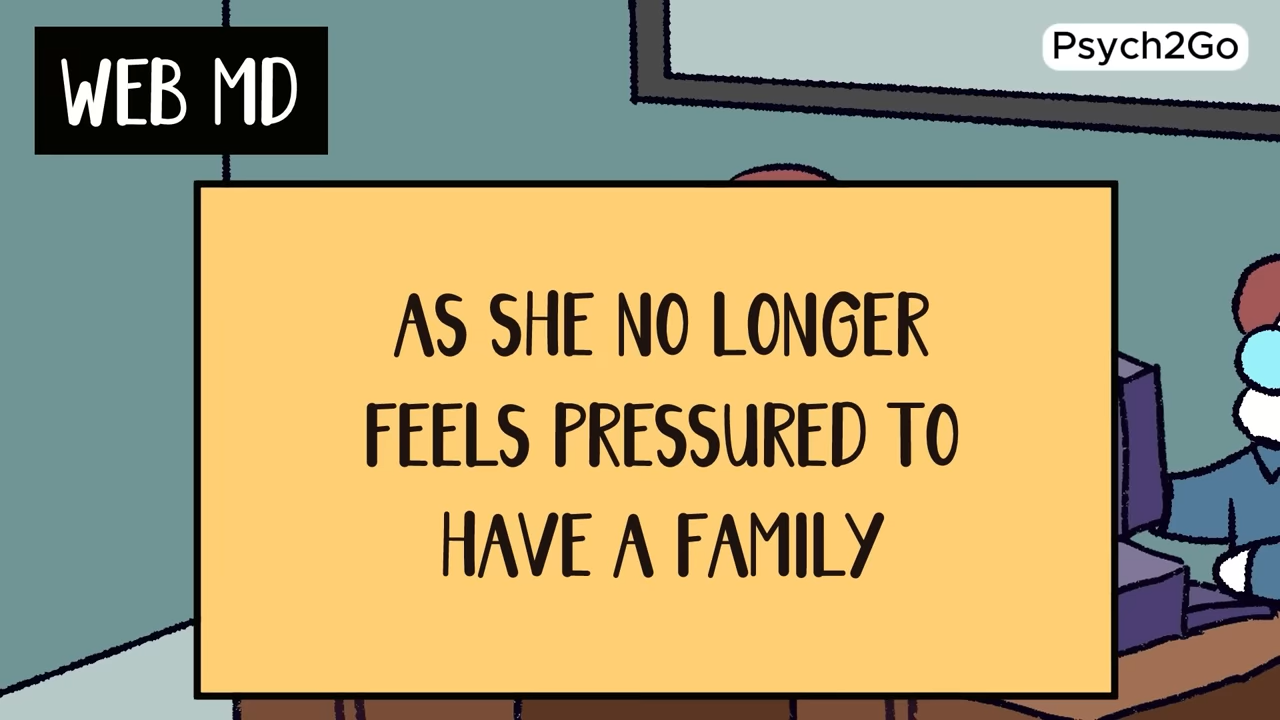 WEB MD
Psych2Go
AS SHE NO LONGER
FEELS PRESSURED TO
HAVE A FAMILY